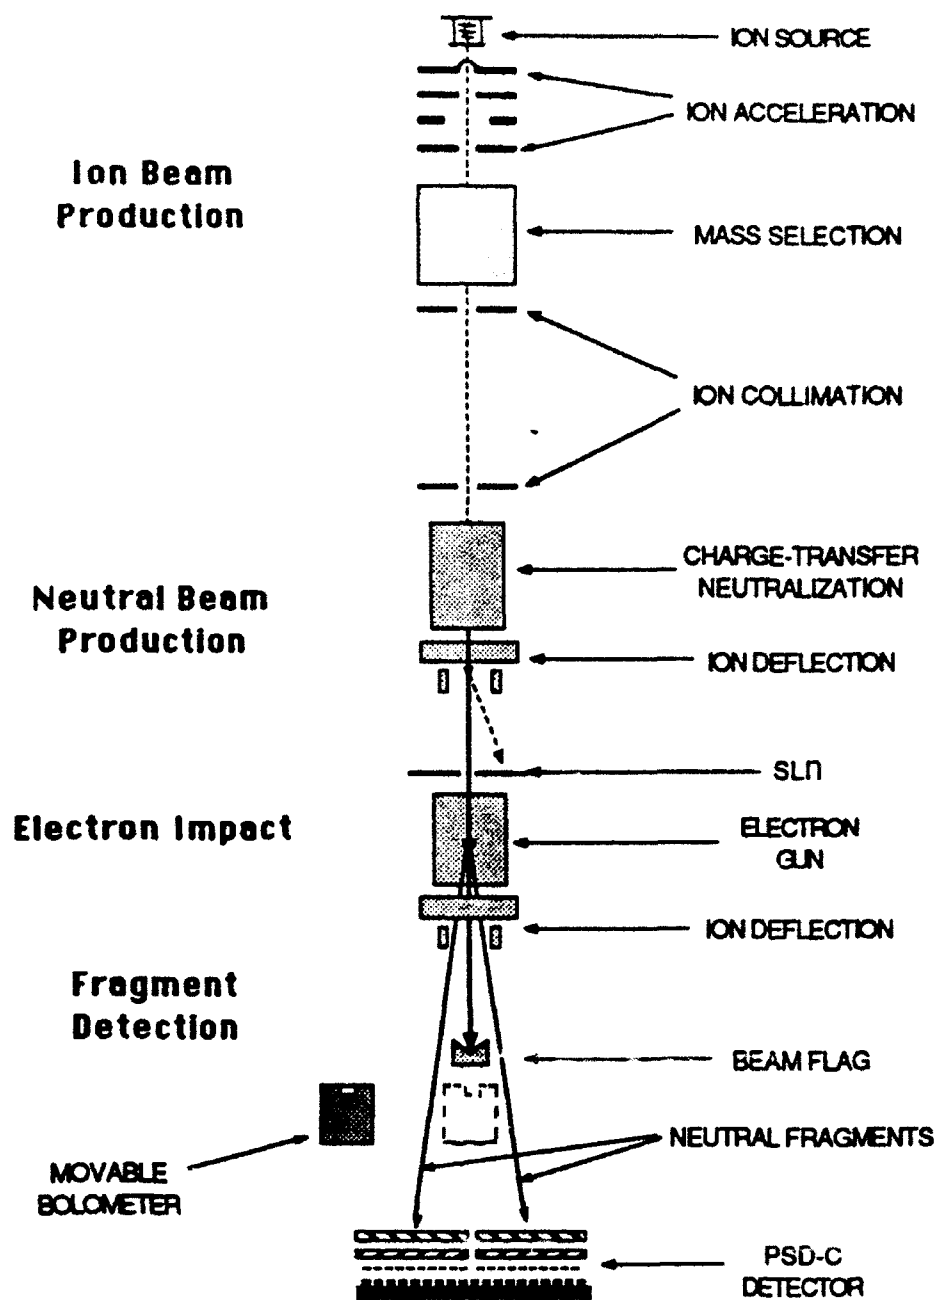 ION SOURCE
ION ACCELERATION
Ion Beam
Production
MASS SELECTION
ION COLLIMATION
CHARGE-TRANSFER
NEUTRALIZATION
Neutral Beam
Production
ION DEFLECTION
SLIT
Electron Impact
ELECTRON
GUN
ION DEFLECTION
Fragment
Detection
BEAM FLAG
NEUTRAL FRAGMENTS
MOVABLE
BOLOMETER
PSD-C
DETECTOR